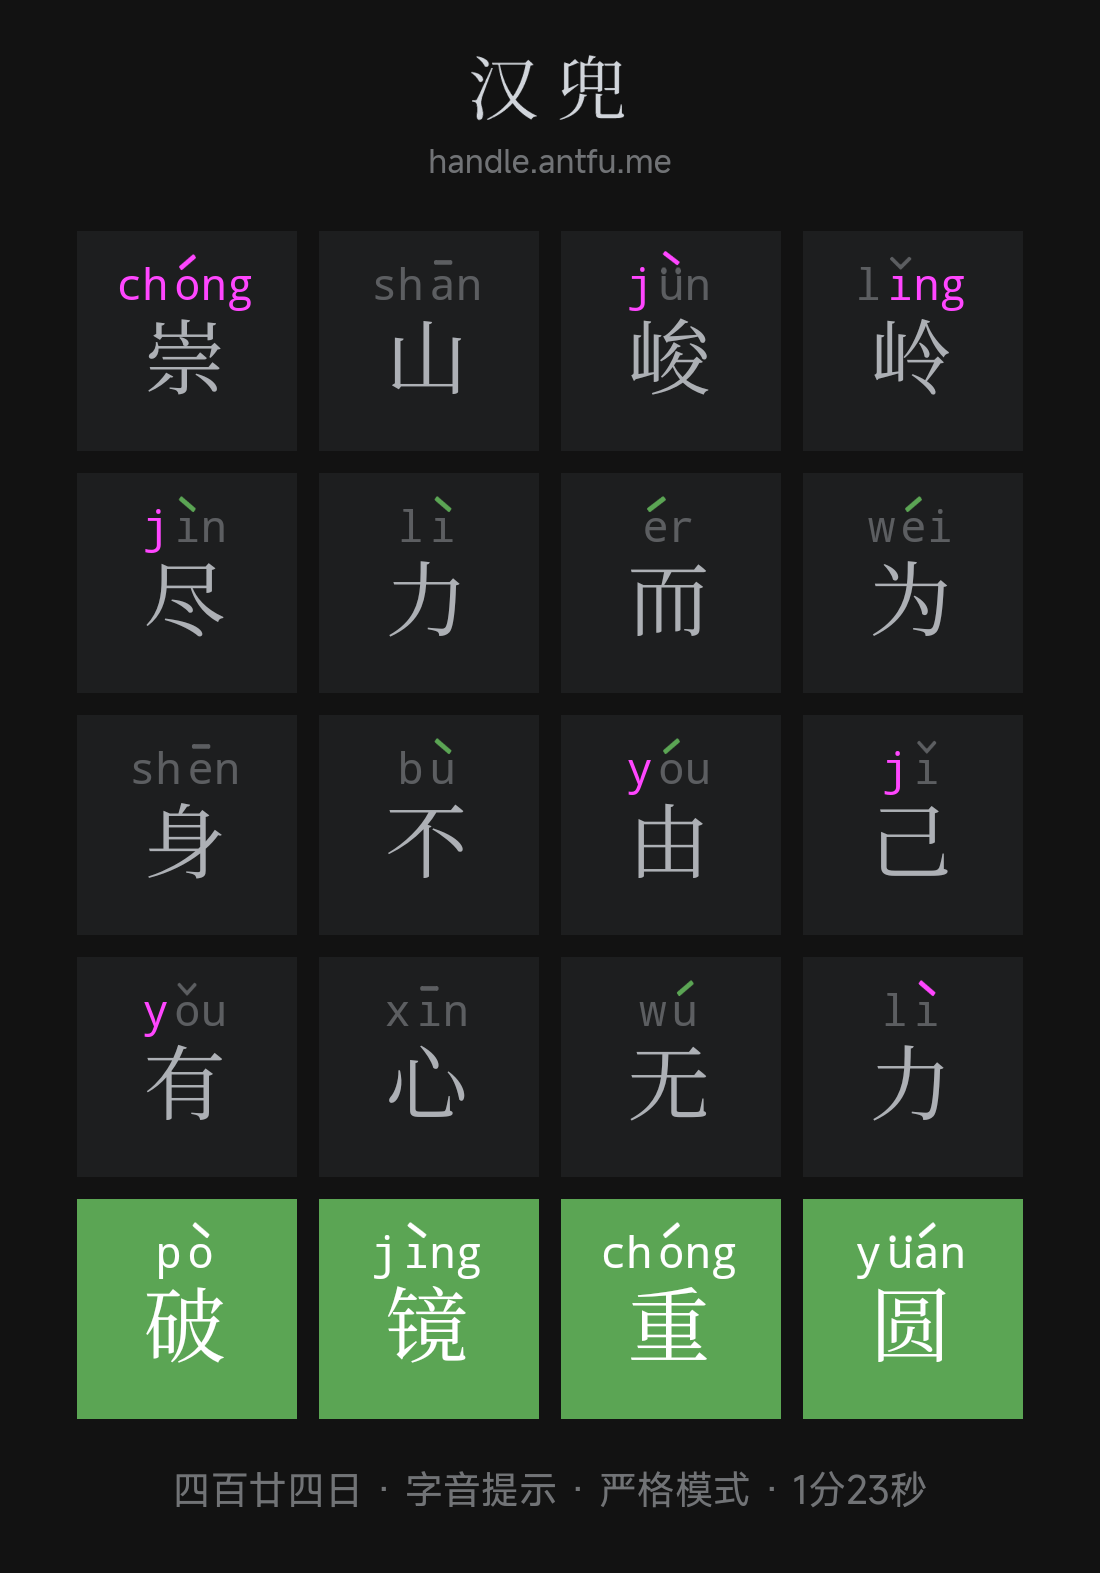 汉兜
handle.antfu.me
chóng shān jùn lǐng
崇 山 峻 岭
jìn lì ér wéi
尽 力 而 为
shēn bù yóu jǐ
身 不 由 己
yǒu xīn wú lì
有 心 无 力
pò jìng chóng yüán
破 镜 重 圆
四百廿四日 · 字音提示 · 严格模式 · 1分23秒